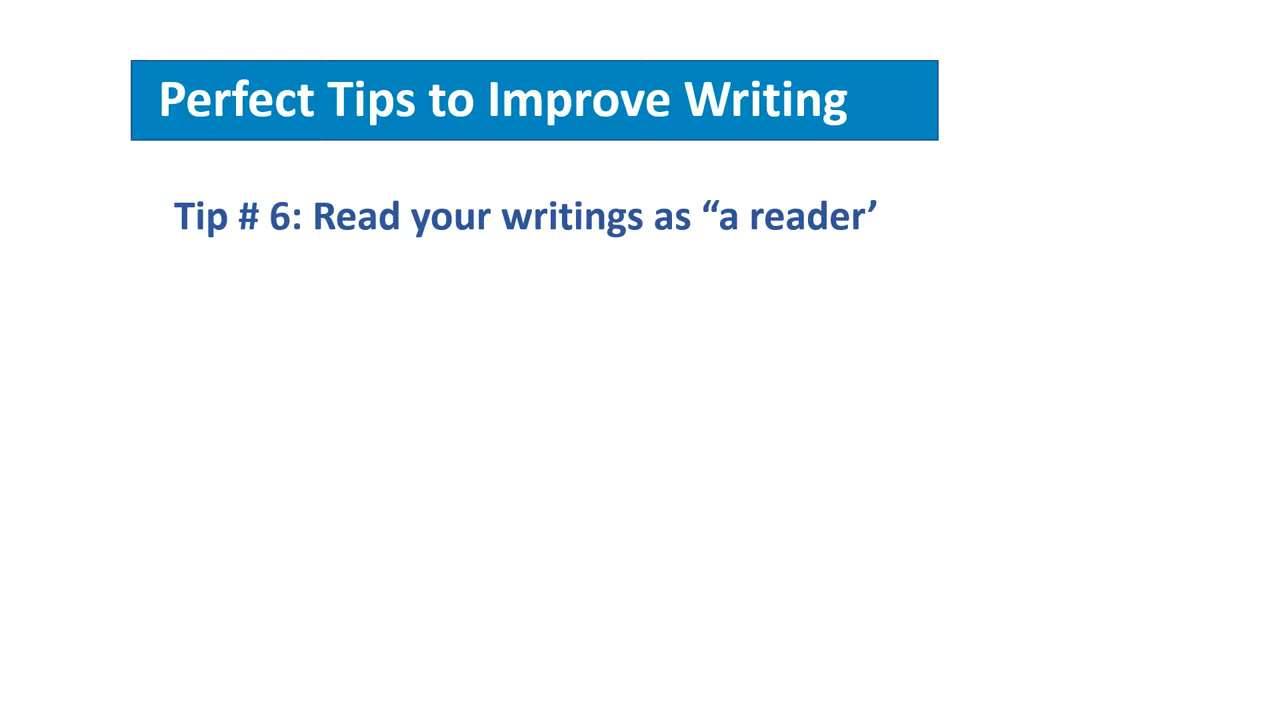 Perfect Tips to Improve Writing
Tip # 6: Read your writings as “a reader’